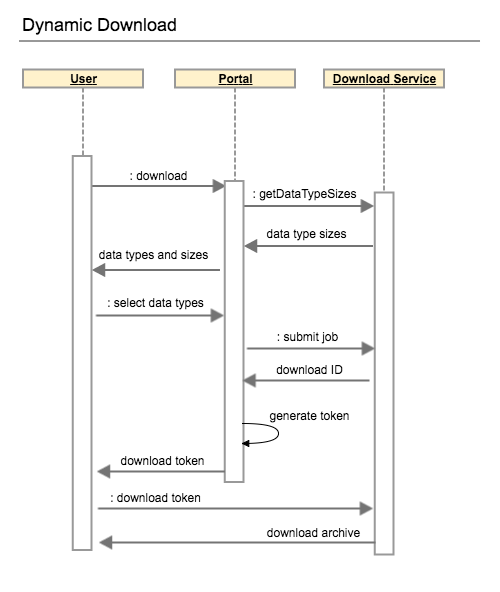 Dynamic Download
User
Portal
Download Service
: download
: getDataTypeSizes
data type sizes
data types and sizes
: select data types
: submit job
download ID
generate token
download token
: download token
download archive